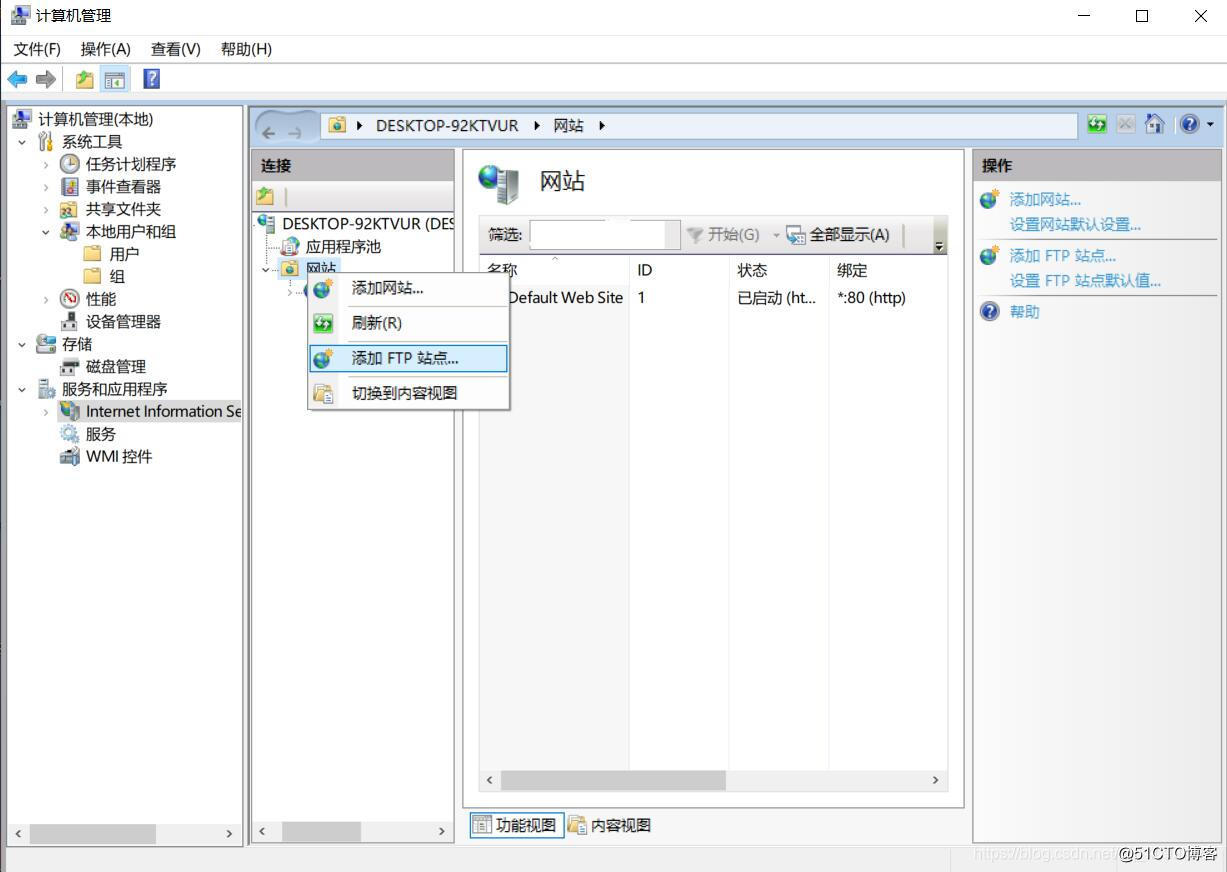 计算机管理
文件(F) 操作(A) 查看(V) 帮助(H)
计算机管理(本地)
系统工具
任务计划程序
事件查看器
共享文件夹
本地用户和组
用户
组
性能
设备管理器
存储
磁盘管理
服务和应用程序
Internet Information Se
服务
WMI 控件
DESKTOP-92KTVUR 网站
连接
DESKTOP-92KTVUR (DES
应用程序池
网站
添加网站...
刷新(R)
添加 FTP 站点...
切换到内容视图
网站
筛选: 开始(G) 全部显示(A)
名称 ID 状态 绑定
Default Web Site 1 已启动 (ht... *:80 (http)
功能视图 内容视图
操作
添加网站...
设置网站默认设置...
添加 FTP 站点...
设置 FTP 站点默认值...
帮助
https://blog.csdn.net @51CTO博客